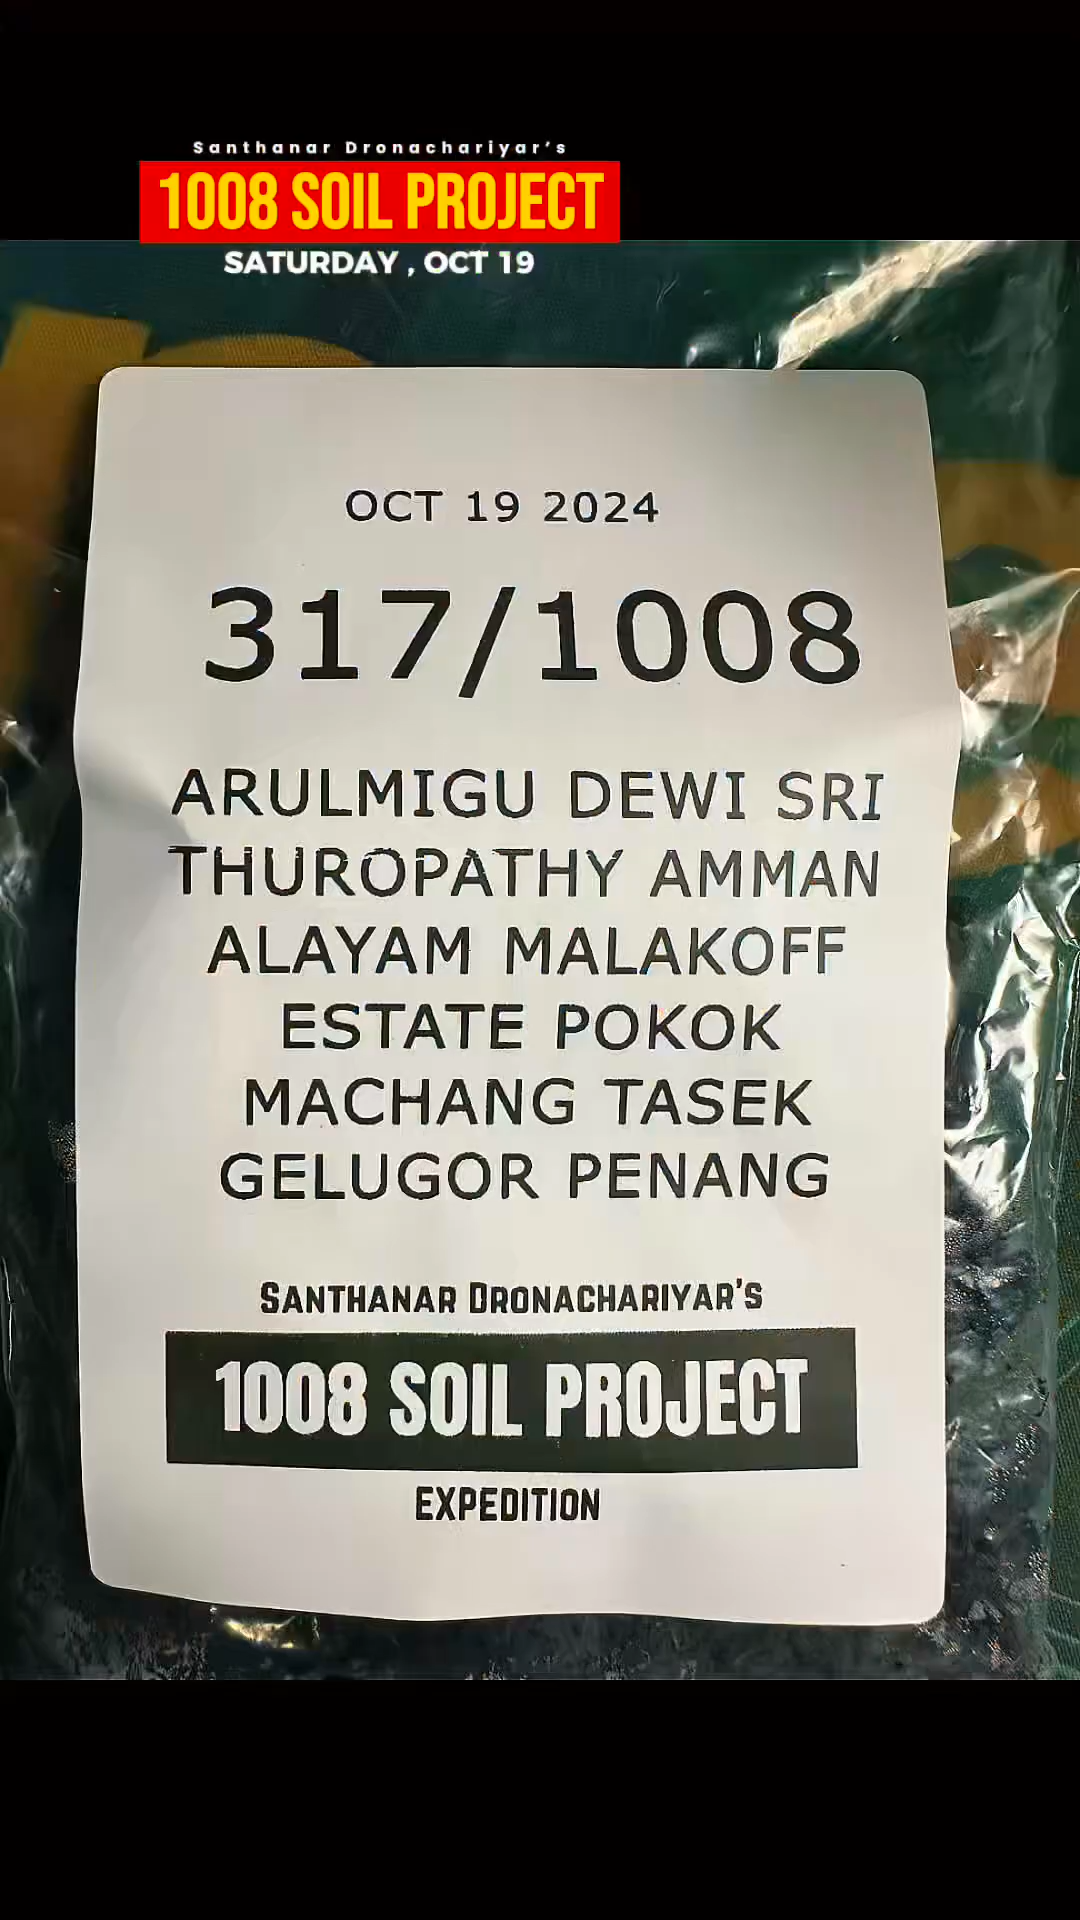 Santhanar Dronachariyar's
1008 SOIL PROJECT
SATURDAY , OCT 19
OCT 19 2024
317/1008
ARULMIGU DEWI SRI
THUROPATHY AMMAN
ALAYAM MALAKOFF
ESTATE POKOK
MACHANG TASEK
GELUGOR PENANG
SANTHANAR DRONACHARIYAR'S
1008 SOIL PROJECT
EXPEDITION